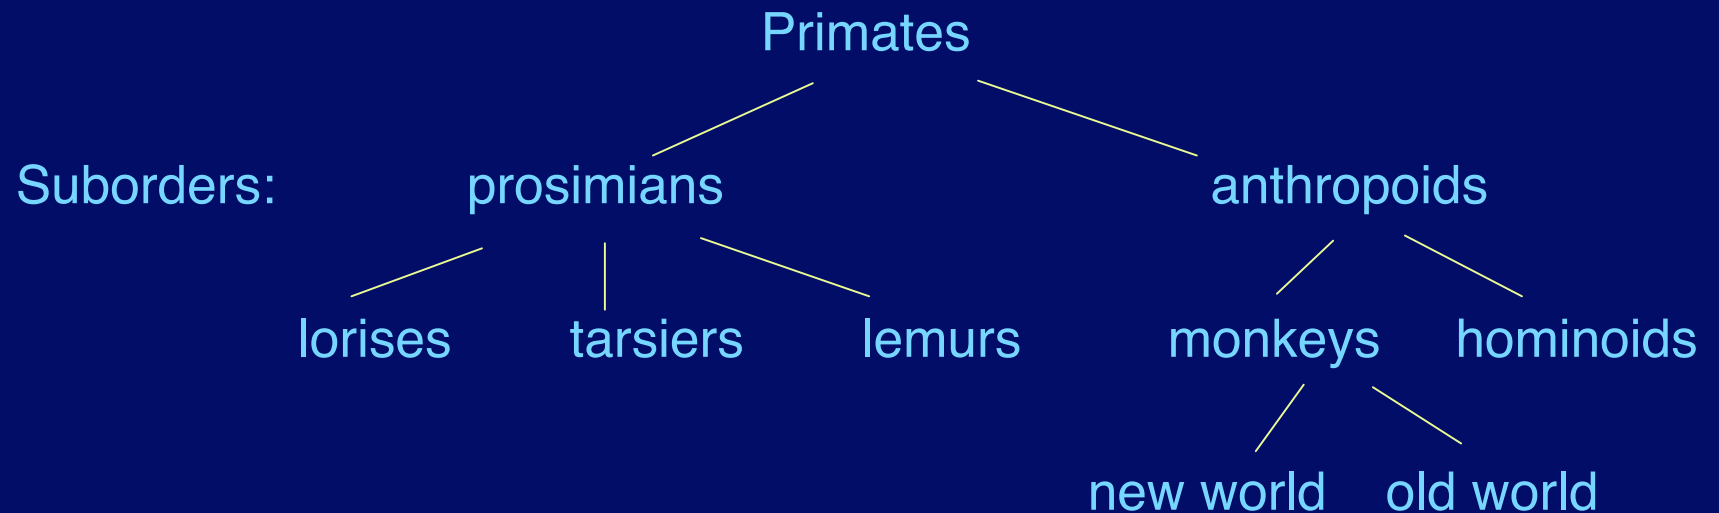 Primates
Suborders: prosimians anthropoids
lorises tarsiers lemurs monkeys hominoids
new world old world